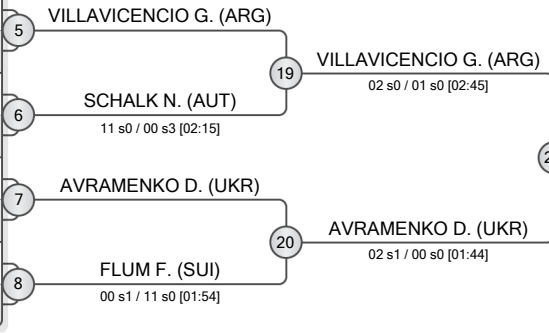 VILLAVICENCIO G. (ARG)
5
19
VILLAVICENCIO G. (ARG)
02 s0 / 01 s0 [02:45]
SCHALK N. (AUT)
6
11 s0 / 00 s3 [02:15]
AVRAMENKO D. (UKR)
7
20
AVRAMENKO D. (UKR)
02 s1 / 00 s0 [01:44]
FLUM F. (SUI)
8
00 s1 / 11 s0 [01:54]